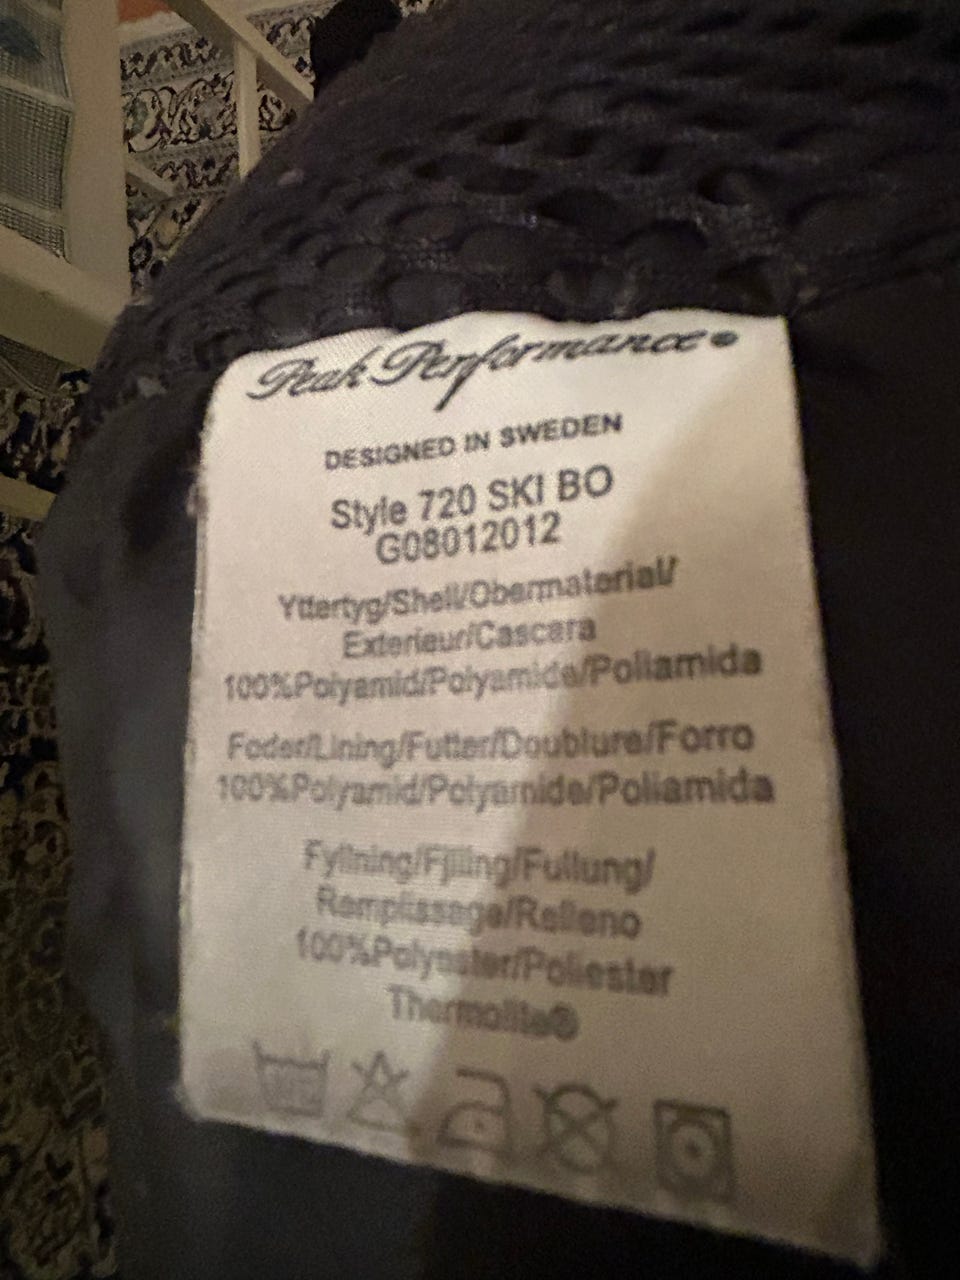 Peak Performance®
DESIGNED IN SWEDEN
Style 720 SKI BO
G08012012
Yttertyg/Shell/Obermaterial/
Exterieur/Cascara
100%Polyamid/Polyamide/Poliamida
Foder/Lining/Futter/Doublure/Forro
100%Polyamid/Polyamide/Poliamida
Fyllning/Fjlling/Fullung/
Remplissage/Relleno
100%Polyester/Poliester
Thermolite®